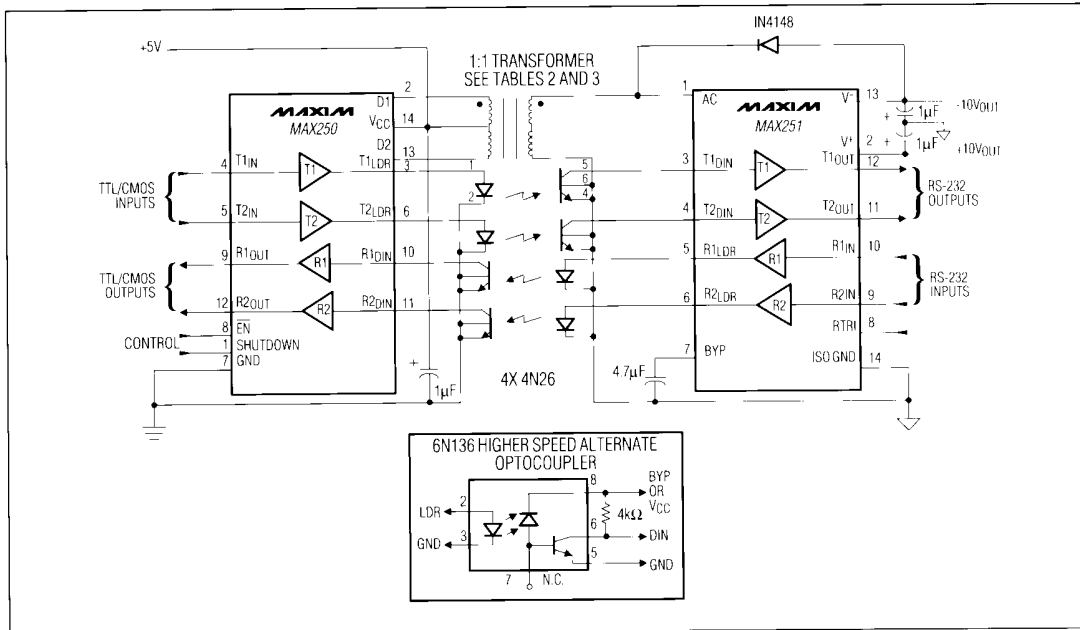 IN4148
+5V
1:1 TRANSFORMER
SEE TABLES 2 AND 3
MAXIM
MAX250
2
D1
14
VCC
D2
13
4
T1IN
T1
T1LDR
3
1
2
TTL/CMOS
INPUTS
5
T2IN
T2
T2LDR
6
9
R1OUT
R1
R1DIN
10
TTL/CMOS
OUTPUTS
12
R2OUT
R2
R2DIN
11
8
EN
CONTROL
1
SHUTDOWN
7
GND
+
1µF
5
6
4
4X 4N26
1
AC
MAXIM
MAX251
V-
13
+
1µF
-10VOUT
V+
2
+
1µF
+10VOUT
3
T1DIN
T1
T1OUT
12
RS-232
OUTPUTS
4
T2DIN
T2
T2OUT
11
5
R1LDR
R1
R1IN
10
RS-232
INPUTS
6
R2LDR
R2
R2IN
9
RTRI
8
7
BYP
4.7µF
ISO GND
14
6N136 HIGHER SPEED ALTERNATE
OPTOCOUPLER
8
BYP
OR
VCC
LDR
2
4kΩ
6
DIN
GND
3
5
GND
7
N.C.